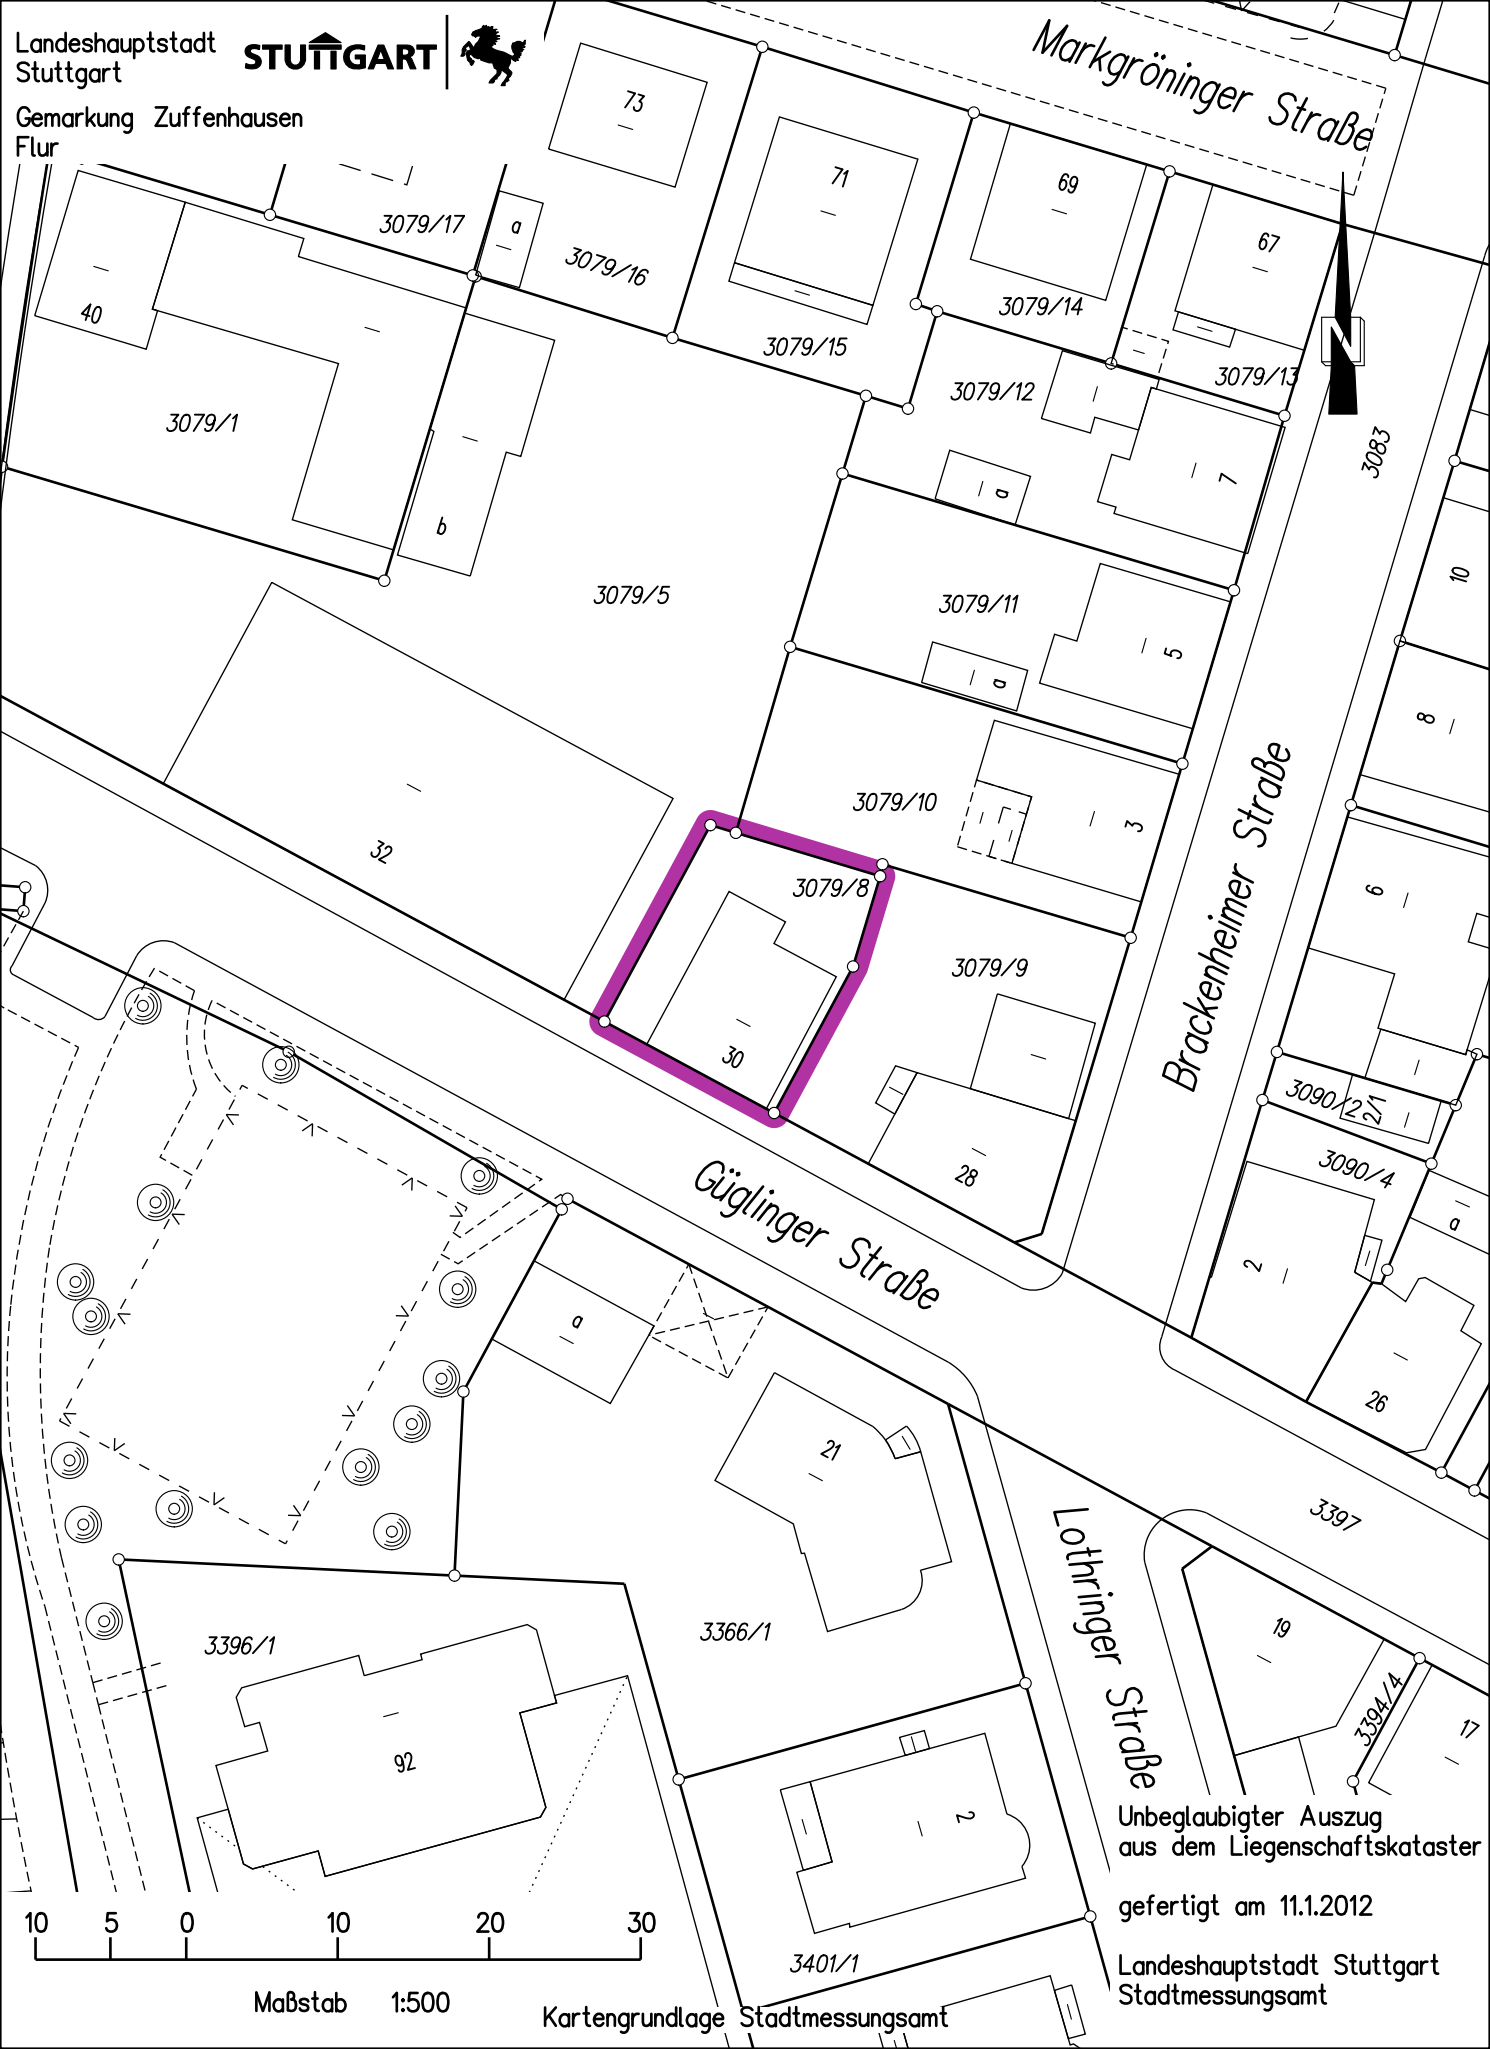 Landeshauptstadt
Stuttgart
STUTTGART
Gemarkung Zuffenhausen
Flur
Markgröninger Straße
73
71
69
67
40
a
3079/17
3079/16
3079/15
3079/14
3079/13
3079/12
N
3083
3079/1
b
a
7
10
3079/5
3079/11
a
5
8
32
3079/10
3
6
3079/8
30
3079/9
28
Brackenheimer Straße
3090/2
2/1
3090/4
a
2
26
Güglinger Straße
a
21
3397
Lothringer Straße
19
3394/4
17
3396/1
92
3366/1
2
3401/1
10 5 0 10 20 30
Maßstab 1:500
Kartengrundlage Stadtmessungsamt
Unbeglaubigter Auszug
aus dem Liegenschaftskataster
gefertigt am 11.1.2012
Landeshauptstadt Stuttgart
Stadtmessungsamt